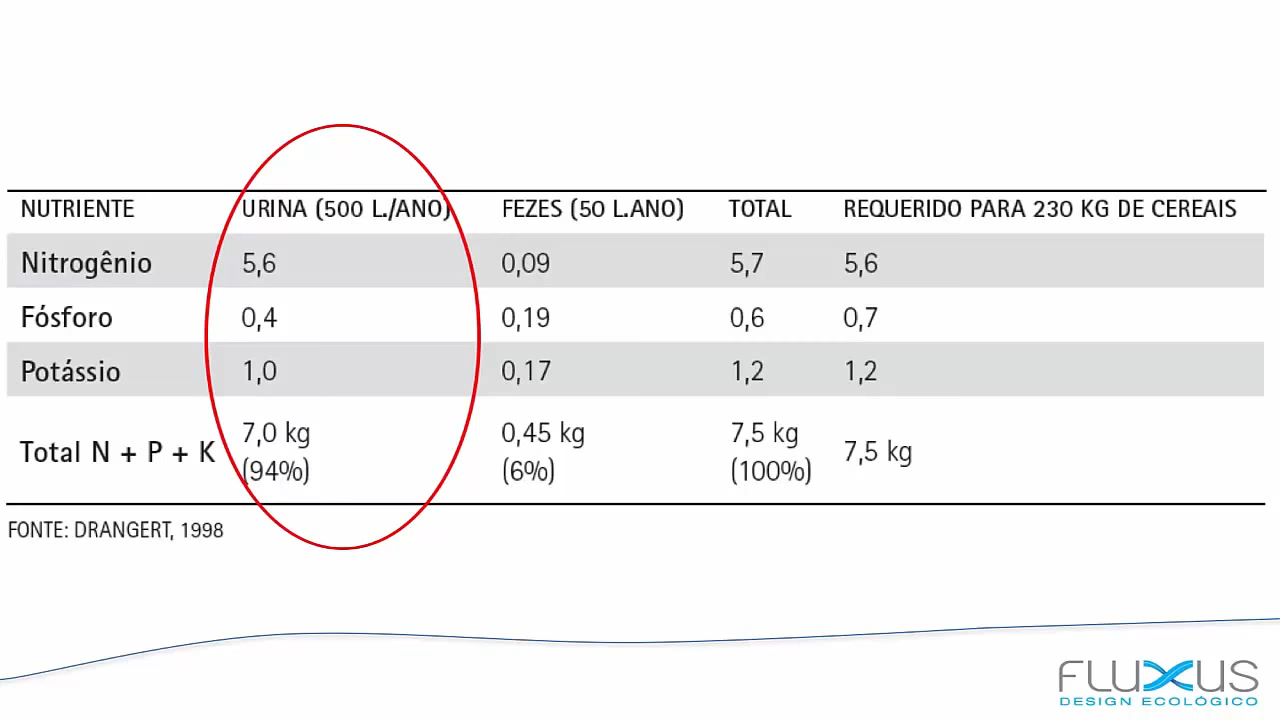 NUTRIENTE URINA (500 L./ANO) FEZES (50 L.ANO) TOTAL REQUERIDO PARA 230 KG DE CEREAIS
Nitrogênio 5,6 0,09 5,7 5,6
Fósforo 0,4 0,19 0,6 0,7
Potássio 1,0 0,17 1,2 1,2
Total N + P + K 7,0 kg (94%) 0,45 kg (6%) 7,5 kg (100%) 7,5 kg
FONTE: DRANGERT, 1998
FLUXUS
DESIGN ECOLÓGICO